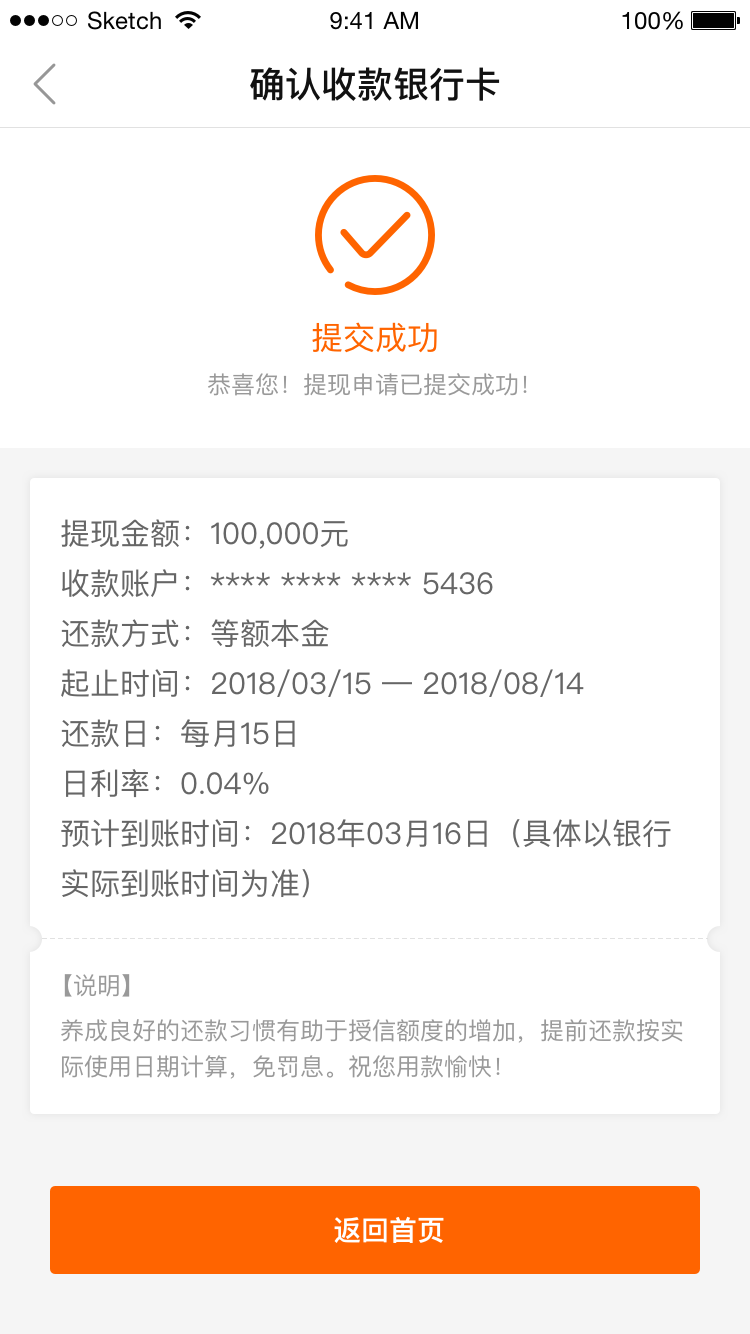 Sketch 9:41 AM 100%
确认收款银行卡
提交成功
恭喜您！提现申请已提交成功！
提现金额：100,000元
收款账户：**** **** **** 5436
还款方式：等额本金
起止时间：2018/03/15 — 2018/08/14
还款日：每月15日
日利率：0.04%
预计到账时间：2018年03月16日（具体以银行
实际到账时间为准）
【说明】
养成良好的还款习惯有助于授信额度的增加，提前还款按实
际使用日期计算，免罚息。祝您用款愉快！
返回首页